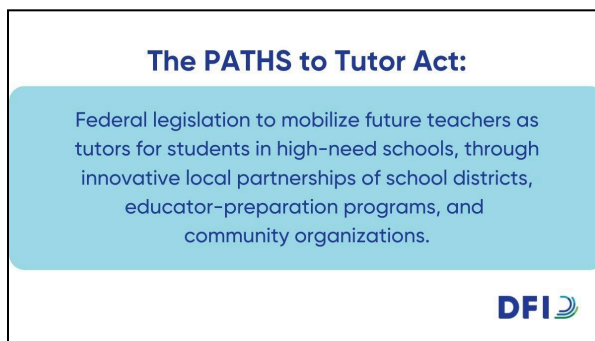 The PATHS to Tutor Act:
Federal legislation to mobilize future teachers as
tutors for students in high-need schools, through
innovative local partnerships of school districts,
educator-preparation programs, and
community organizations.
DFI